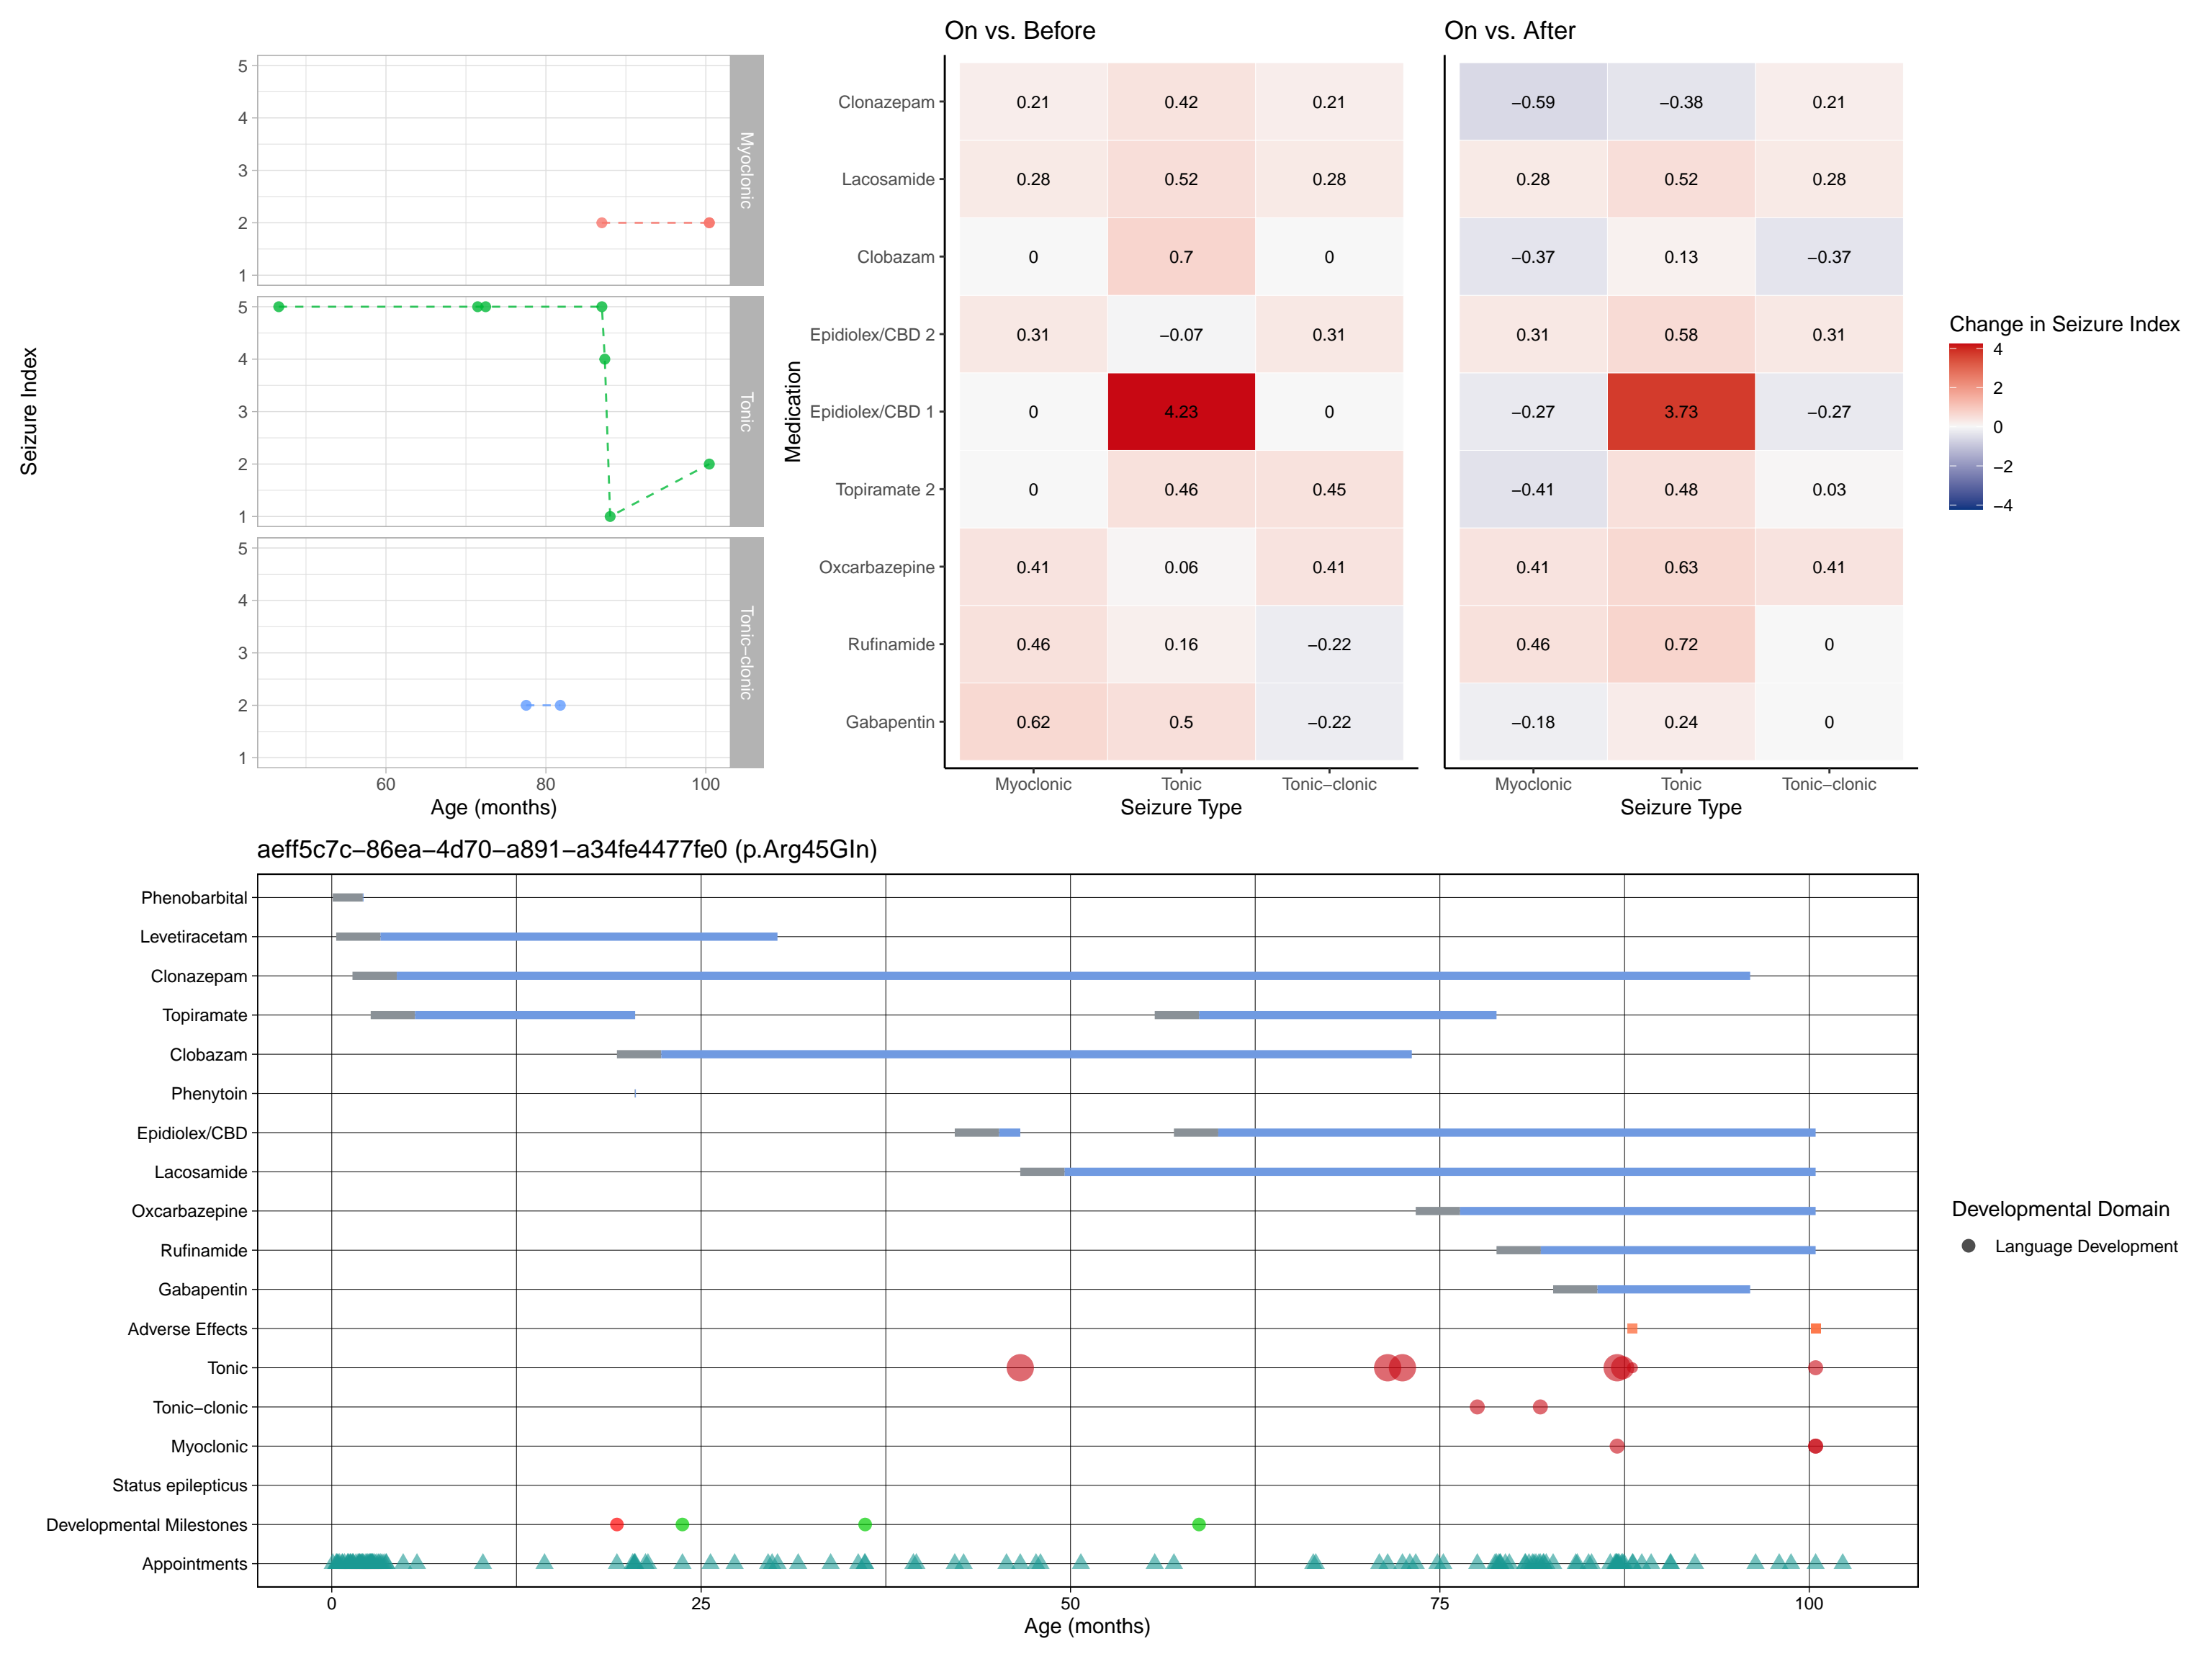 On vs. Before
On vs. After
Seizure Index
5
4
3
2
1
Myoclonic
5
4
3
2
1
Tonic
5
4
3
2
1
Tonic−clonic
60
80
100
Age (months)
Medication
Clonazepam
0.21
0.42
0.21
−0.59
−0.38
0.21
Lacosamide
0.28
0.52
0.28
0.28
0.52
0.28
Clobazam
0
0.7
0
−0.37
0.13
−0.37
Epidiolex/CBD 2
0.31
−0.07
0.31
0.31
0.58
0.31
Epidiolex/CBD 1
0
4.23
0
−0.27
3.73
−0.27
Topiramate 2
0
0.46
0.45
−0.41
0.48
0.03
Oxcarbazepine
0.41
0.06
0.41
0.41
0.63
0.41
Rufinamide
0.46
0.16
−0.22
0.46
0.72
0
Gabapentin
0.62
0.5
−0.22
−0.18
0.24
0
Myoclonic
Tonic
Tonic−clonic
Seizure Type
Myoclonic
Tonic
Tonic−clonic
Seizure Type
Change in Seizure Index
4
2
0
−2
−4
aeff5c7c−86ea−4d70−a891−a34fe4477fe0 (p.Arg45GIn)
Phenobarbital
Levetiracetam
Clonazepam
Topiramate
Clobazam
Phenytoin
Epidiolex/CBD
Lacosamide
Oxcarbazepine
Rufinamide
Gabapentin
Adverse Effects
Tonic
Tonic−clonic
Myoclonic
Status epilepticus
Developmental Milestones
Appointments
0
25
50
75
100
Age (months)
Developmental Domain
Language Development